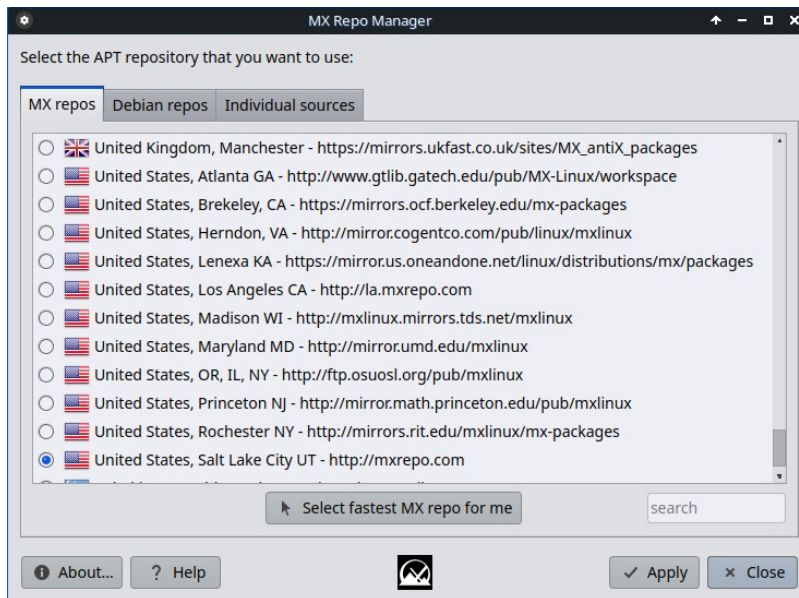 MX Repo Manager
Select the APT repository that you want to use:
MX repos Debian repos Individual sources
United Kingdom, Manchester - https://mirrors.ukfast.co.uk/sites/MX_antiX_packages
United States, Atlanta GA - http://www.gtlib.gatech.edu/pub/MX-Linux/workspace
United States, Brekeley, CA - https://mirrors.ocf.berkeley.edu/mx-packages
United States, Herndon, VA - http://mirror.cogentco.com/pub/linux/mxlinux
United States, Lenexa KA - https://mirror.us.oneandone.net/linux/distributions/mx/packages
United States, Los Angeles CA - http://la.mxrepo.com
United States, Madison WI - http://mxlinux.mirrors.tds.net/mxlinux
United States, Maryland MD - http://mirror.umd.edu/mxlinux
United States, OR, IL, NY - http://ftp.osuosl.org/pub/mxlinux
United States, Princeton NJ - http://mirror.math.princeton.edu/pub/mxlinux
United States, Rochester NY - http://mirrors.rit.edu/mxlinux/mx-packages
United States, Salt Lake City UT - http://mxrepo.com
Select fastest MX repo for me search
About... ? Help Apply Close